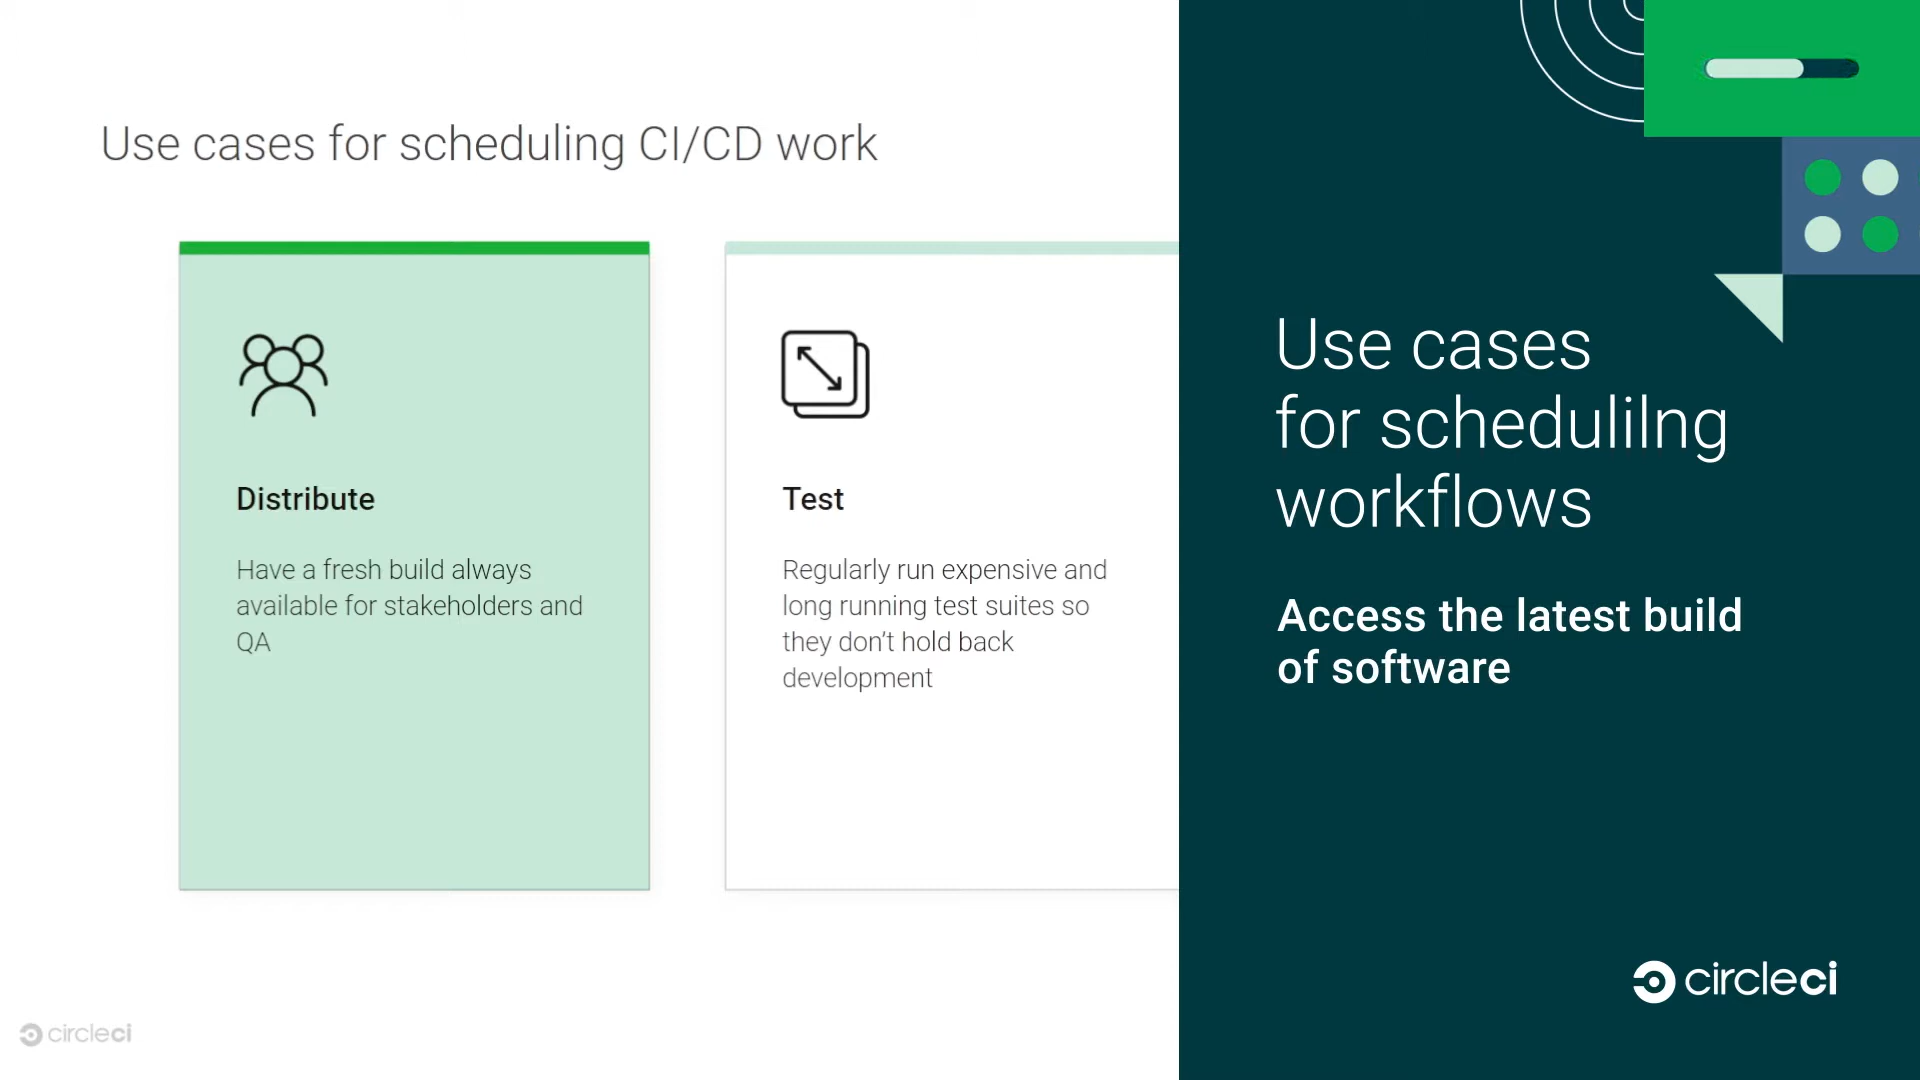 Use cases for scheduling CI/CD work
Distribute
Have a fresh build always
available for stakeholders and
QA
Test
Regularly run expensive and
long running test suites so
they don’t hold back
development
circleci
Use cases
for schedulilng
workflows
Access the latest build
of software
circleci